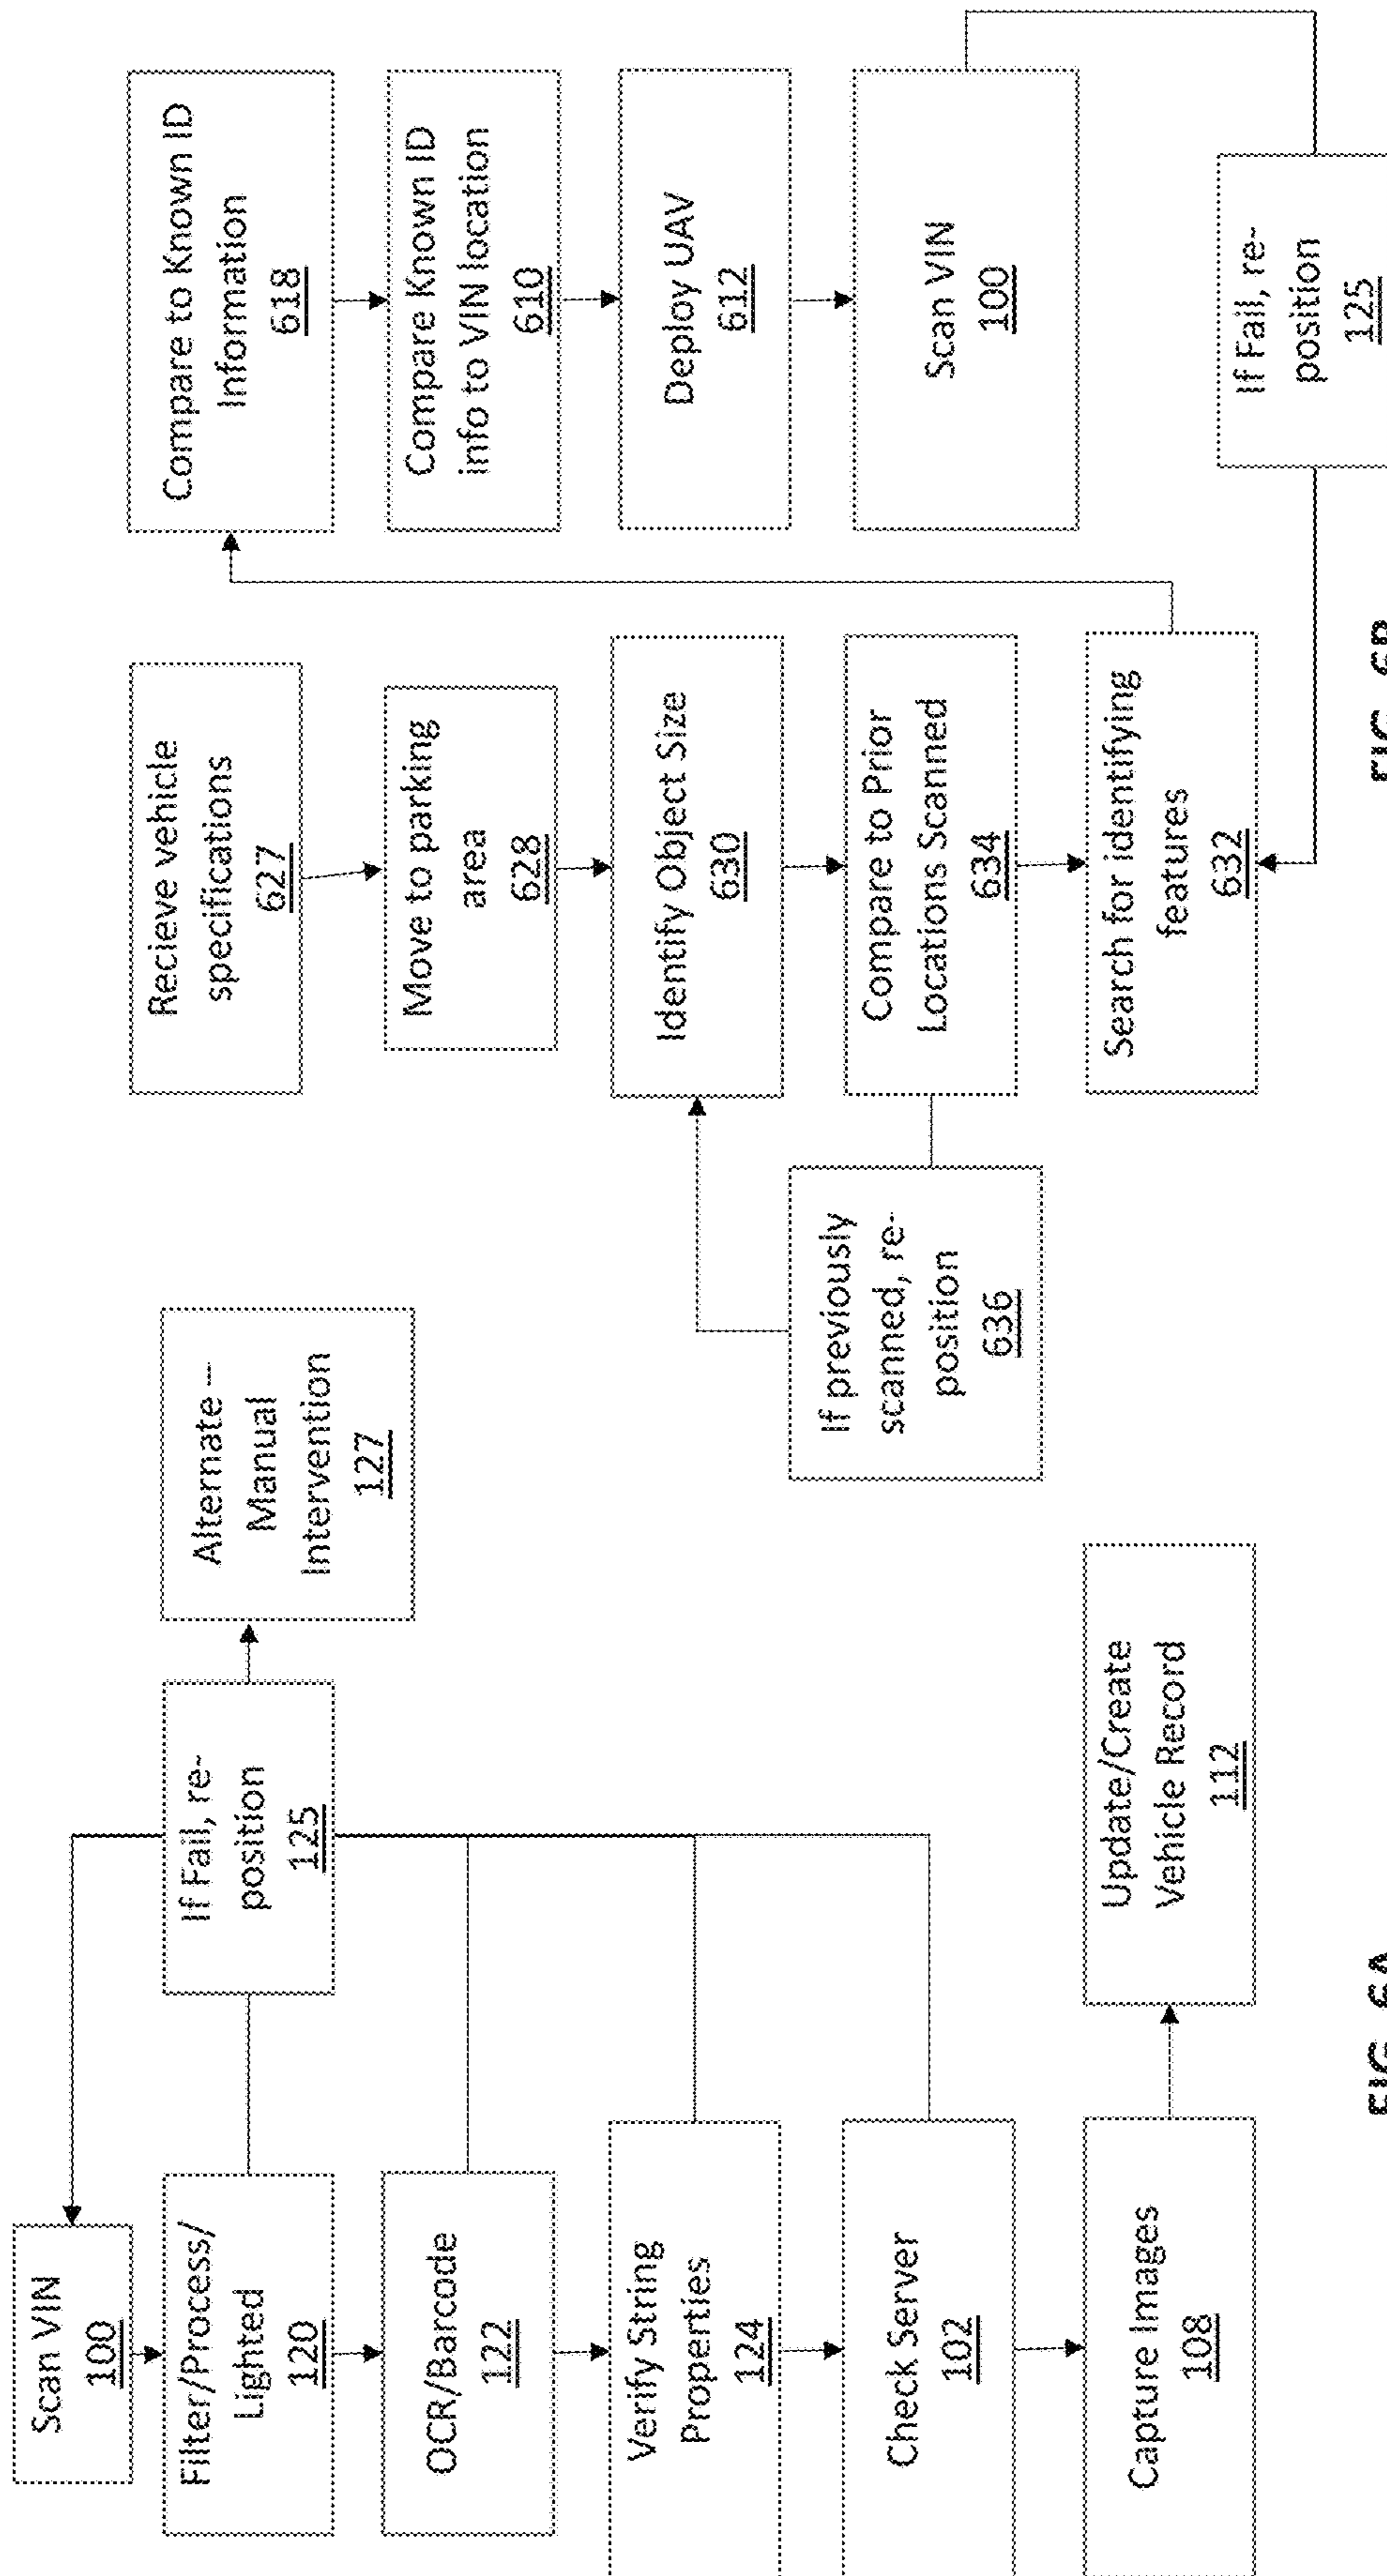 Scan VIN
100
Filter/Process/
Lighted
120
OCR/Barcode
122
Verify String
Properties
124
Check Server
102
Capture Images
108
If Fail, re-
position
125
Alternate –
Manual
Intervention
127
Update/Create
Vehicle Record
112
FIG. 6A
Recieve vehicle
specifications
627
Move to parking
area
628
Identify Object Size
630
Compare to Prior
Locations Scanned
634
Search for identifying
features
632
If previously
scanned, re-
position
636
Compare to Known ID
Information
618
Compare Known ID
info to VIN location
610
Deploy UAV
612
Scan VIN
100
If Fail, re-
position
125
FIG. 6B